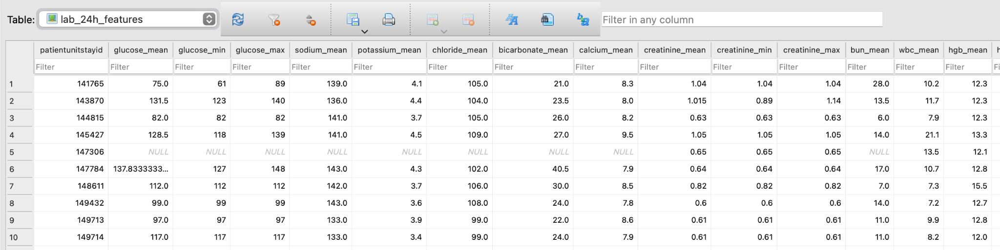 Table: lab_24h_features Filter in any column
patientunitstayid glucose_mean glucose_min glucose_max sodium_mean potassium_mean chloride_mean bicarbonate_mean calcium_mean creatinine_mean creatinine_min creatinine_max bun_mean wbc_mean hgb_mean
Filter Filter Filter Filter Filter Filter Filter Filter Filter Filter Filter Filter Filter Filter Filter
1 141765 75.0 61 89 139.0 4.1 105.0 21.0 8.3 1.04 1.04 1.04 28.0 10.2 12.3
2 143870 131.5 123 140 136.0 4.4 104.0 23.5 8.0 1.015 0.89 1.14 13.5 11.7 12.3
3 144815 82.0 82 82 141.0 3.7 105.0 26.0 8.2 0.63 0.63 0.63 6.0 7.9 12.3
4 145427 128.5 118 139 141.0 4.5 109.0 27.0 9.5 1.05 1.05 1.05 14.0 21.1 13.3
5 147306 NULL NULL NULL NULL NULL NULL NULL NULL 0.65 0.65 0.65 NULL 13.5 12.1
6 147784 137.8333333... 127 148 143.0 4.3 102.0 40.5 7.9 0.64 0.64 0.64 17.0 10.7 12.8
7 148611 112.0 112 112 142.0 3.7 106.0 30.0 8.5 0.82 0.82 0.82 7.0 7.3 15.5
8 149432 99.0 99 99 143.0 3.6 108.0 24.0 7.8 0.6 0.6 0.6 14.0 7.2 12.7
9 149713 97.0 97 97 133.0 3.9 99.0 22.0 8.6 0.61 0.61 0.61 11.0 9.9 12.8
10 149714 117.0 117 117 133.0 3.4 99.0 24.0 7.9 0.61 0.61 0.61 11.0 8.2 12.0